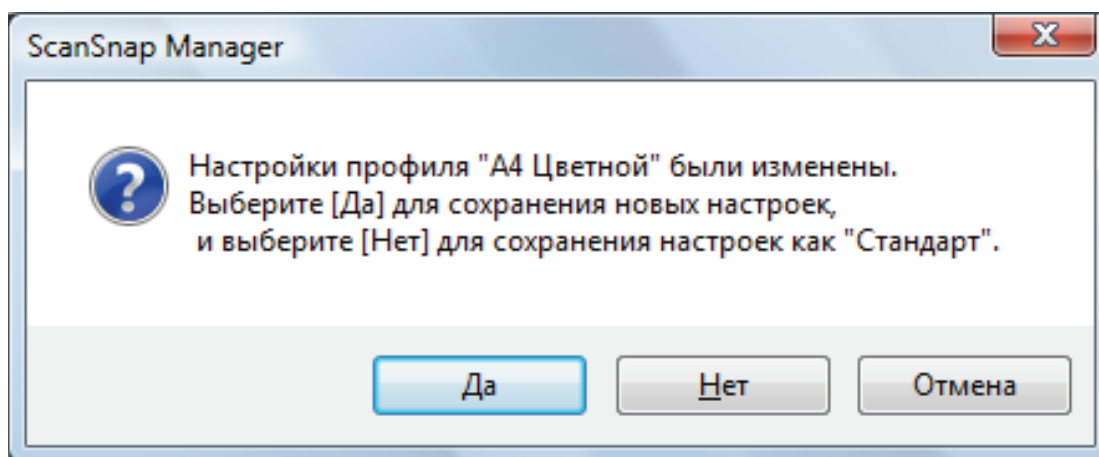 ScanSnap Manager
Настройки профиля "А4 Цветной" были изменены.
Выберите [Да] для сохранения новых настроек,
и выберите [Нет] для сохранения настроек как "Стандарт".
Да
Нет
Отмена